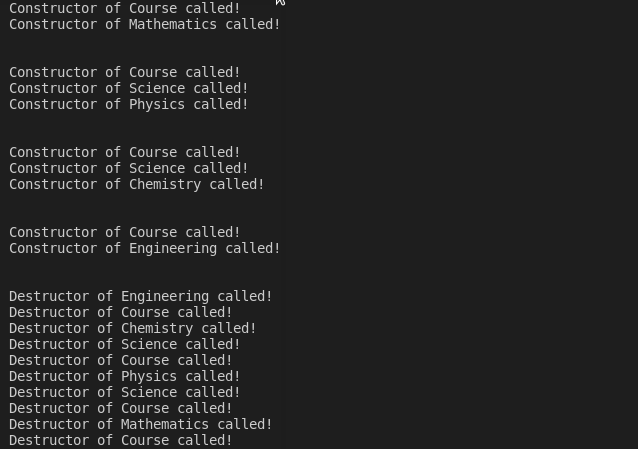 Constructor of Course called!
Constructor of Mathematics called!
Constructor of Course called!
Constructor of Science called!
Constructor of Physics called!
Constructor of Course called!
Constructor of Science called!
Constructor of Chemistry called!
Constructor of Course called!
Constructor of Engineering called!
Destructor of Engineering called!
Destructor of Course called!
Destructor of Chemistry called!
Destructor of Science called!
Destructor of Course called!
Destructor of Physics called!
Destructor of Science called!
Destructor of Course called!
Destructor of Mathematics called!
Destructor of Course called!